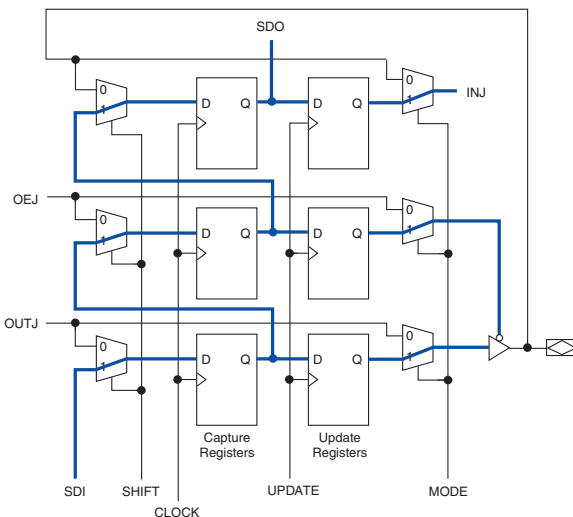 SDO
0
1
D Q
D Q
0
1
INJ
OEJ
0
1
D Q
D Q
0
1
OUTJ
0
1
D Q
D Q
0
1
Capture
Registers
Update
Registers
SDI
SHIFT
CLOCK
UPDATE
MODE